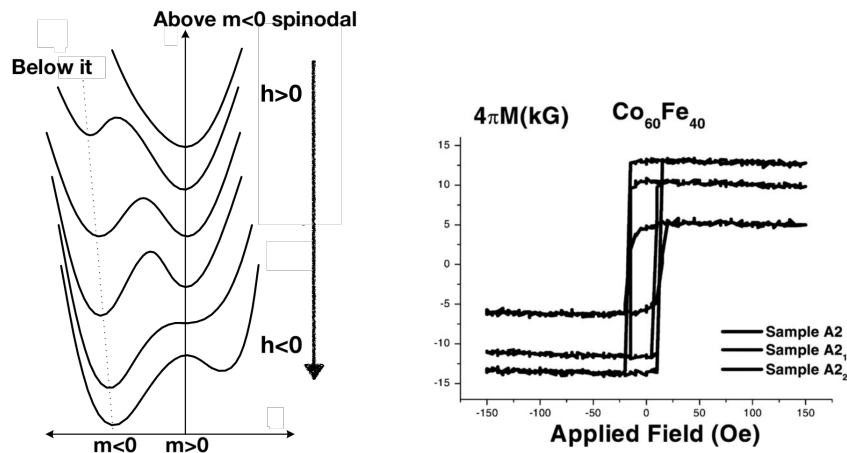 Above m<0 spinodal
Below it
h>0
h<0
m<0 m>0
4πM(kG) Co₆₀Fe₄₀
15
10
5
0
-5
-10
-15
Sample A2
Sample A2₁
Sample A2₂
-150 -100 -50 0 50 100 150
Applied Field (Oe)